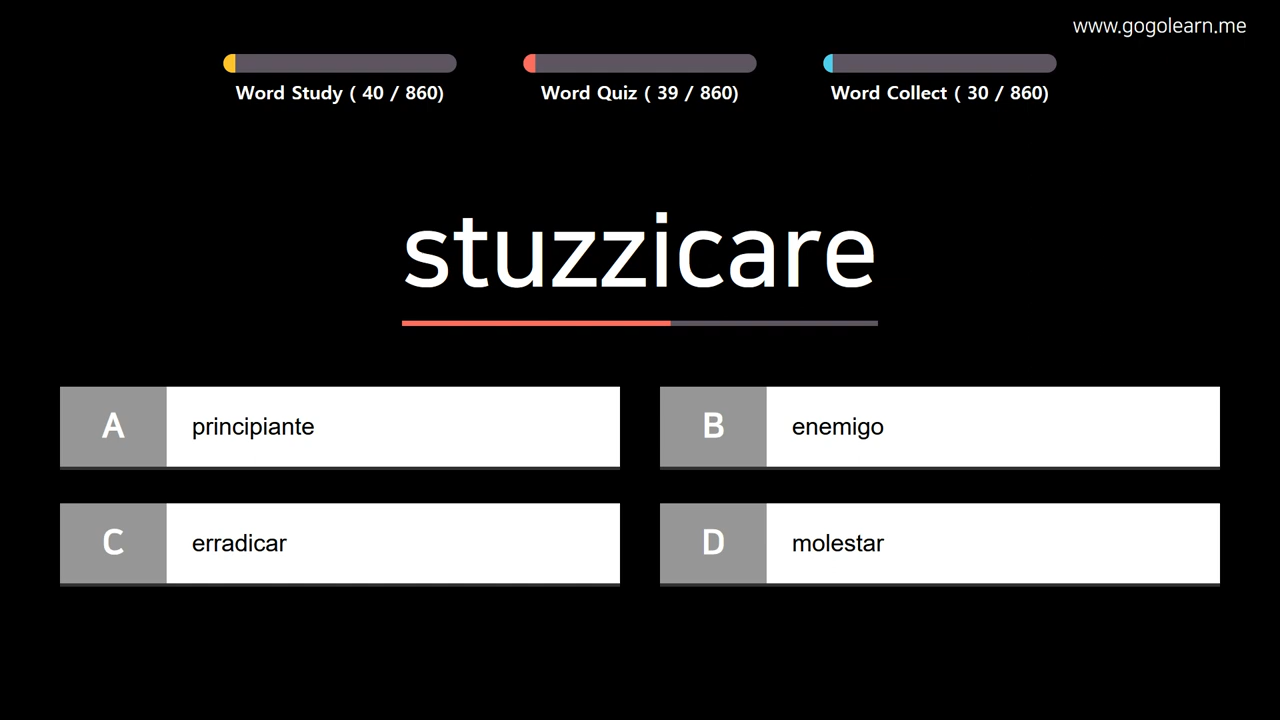 www.gogolearn.me
Word Study ( 40 / 860)
Word Quiz ( 39 / 860)
Word Collect ( 30 / 860)
stuzzicare
A principiante
B enemigo
C erradicar
D molestar